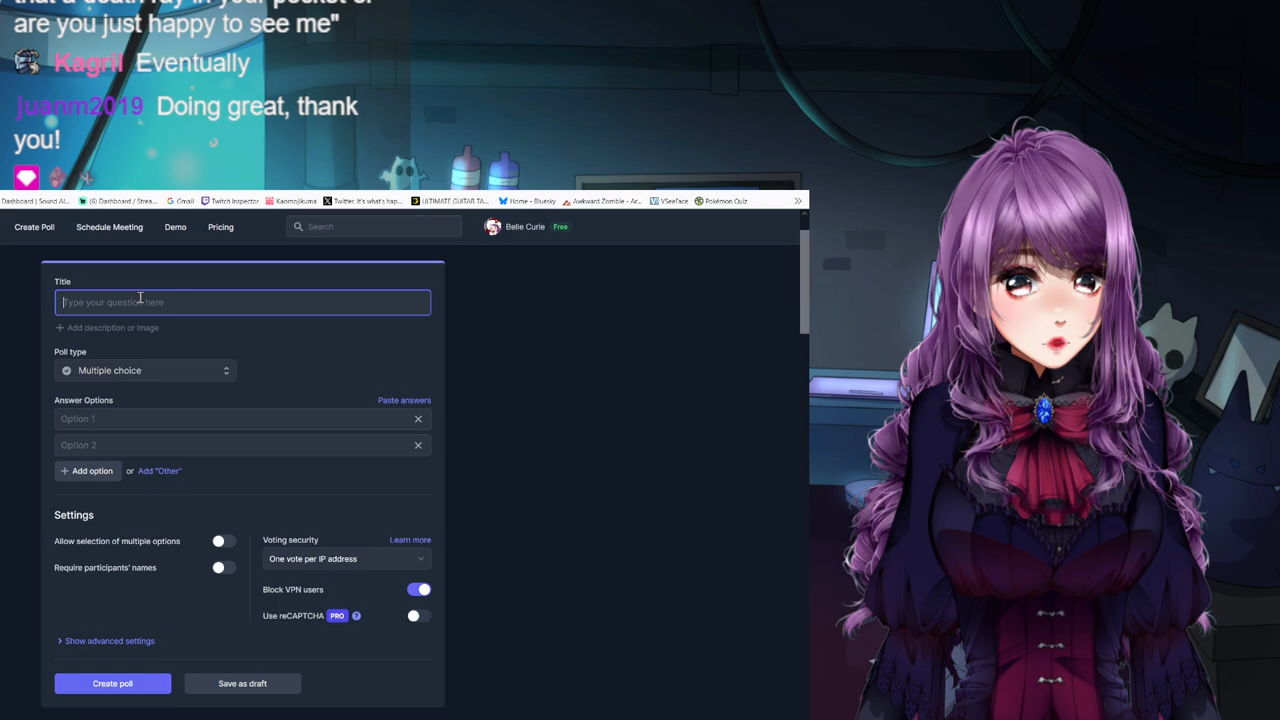 that a death ray in your pocket or
are you just happy to see me"
Kagril Eventually
juanm2019 Doing great, thank
you!
Dashboard | Sound Al... (6) Dashboard / Strea... Gmail Twitch Inspector Kaomojikuma Twitter. It's what's hap... ULTIMATE GUITAR TA... Home - Bluesky Awkward Zombie - Ar... VSeeFace Pokémon Quiz
Create Poll Schedule Meeting Demo Pricing Search Belle Curie Free
Title
Type your question here
Add description or image
Poll type
Multiple choice
Answer Options Paste answers
Option 1
Option 2
Add option or Add "Other"
Settings
Allow selection of multiple options
Require participants' names
Voting security Learn more
One vote per IP address
Block VPN users
Use reCAPTCHA PRO ?
Show advanced settings
Create poll Save as draft